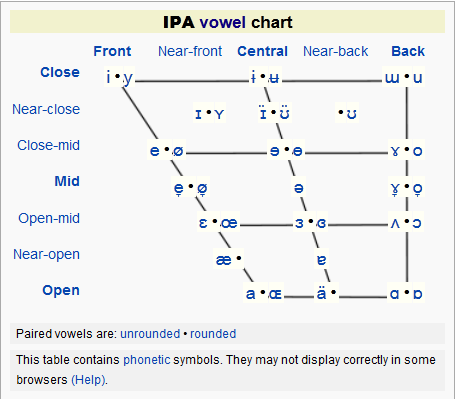 IPA vowel chart
Front Near-front Central Near-back Back
Close i • y ɨ • ʉ ɯ • u
Near-close ɪ • ʏ ɪ̈ • ʊ̈ • ʊ
Close-mid e • ø ɘ • ɵ ɤ • o
Mid e̞ • ø̞ ə ɤ̞ • o̞
Open-mid ɛ • œ ɜ • ɞ ʌ • ɔ
Near-open æ • ɐ
Open a • ɶ ä • ɑ • ɒ
Paired vowels are: unrounded • rounded
This table contains phonetic symbols. They may not display correctly in some
browsers (Help).